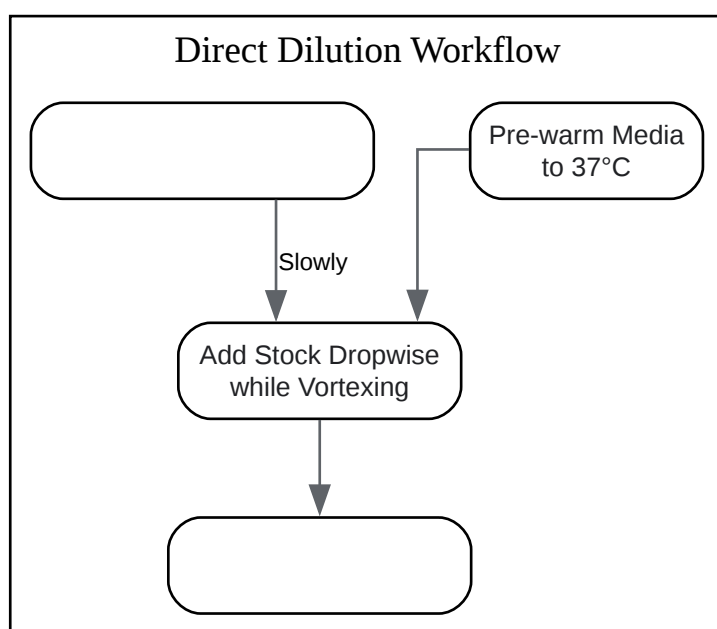 Direct Dilution Workflow
Pre-warm Media
to 37°C
Slowly
Add Stock Dropwise
while Vortexing